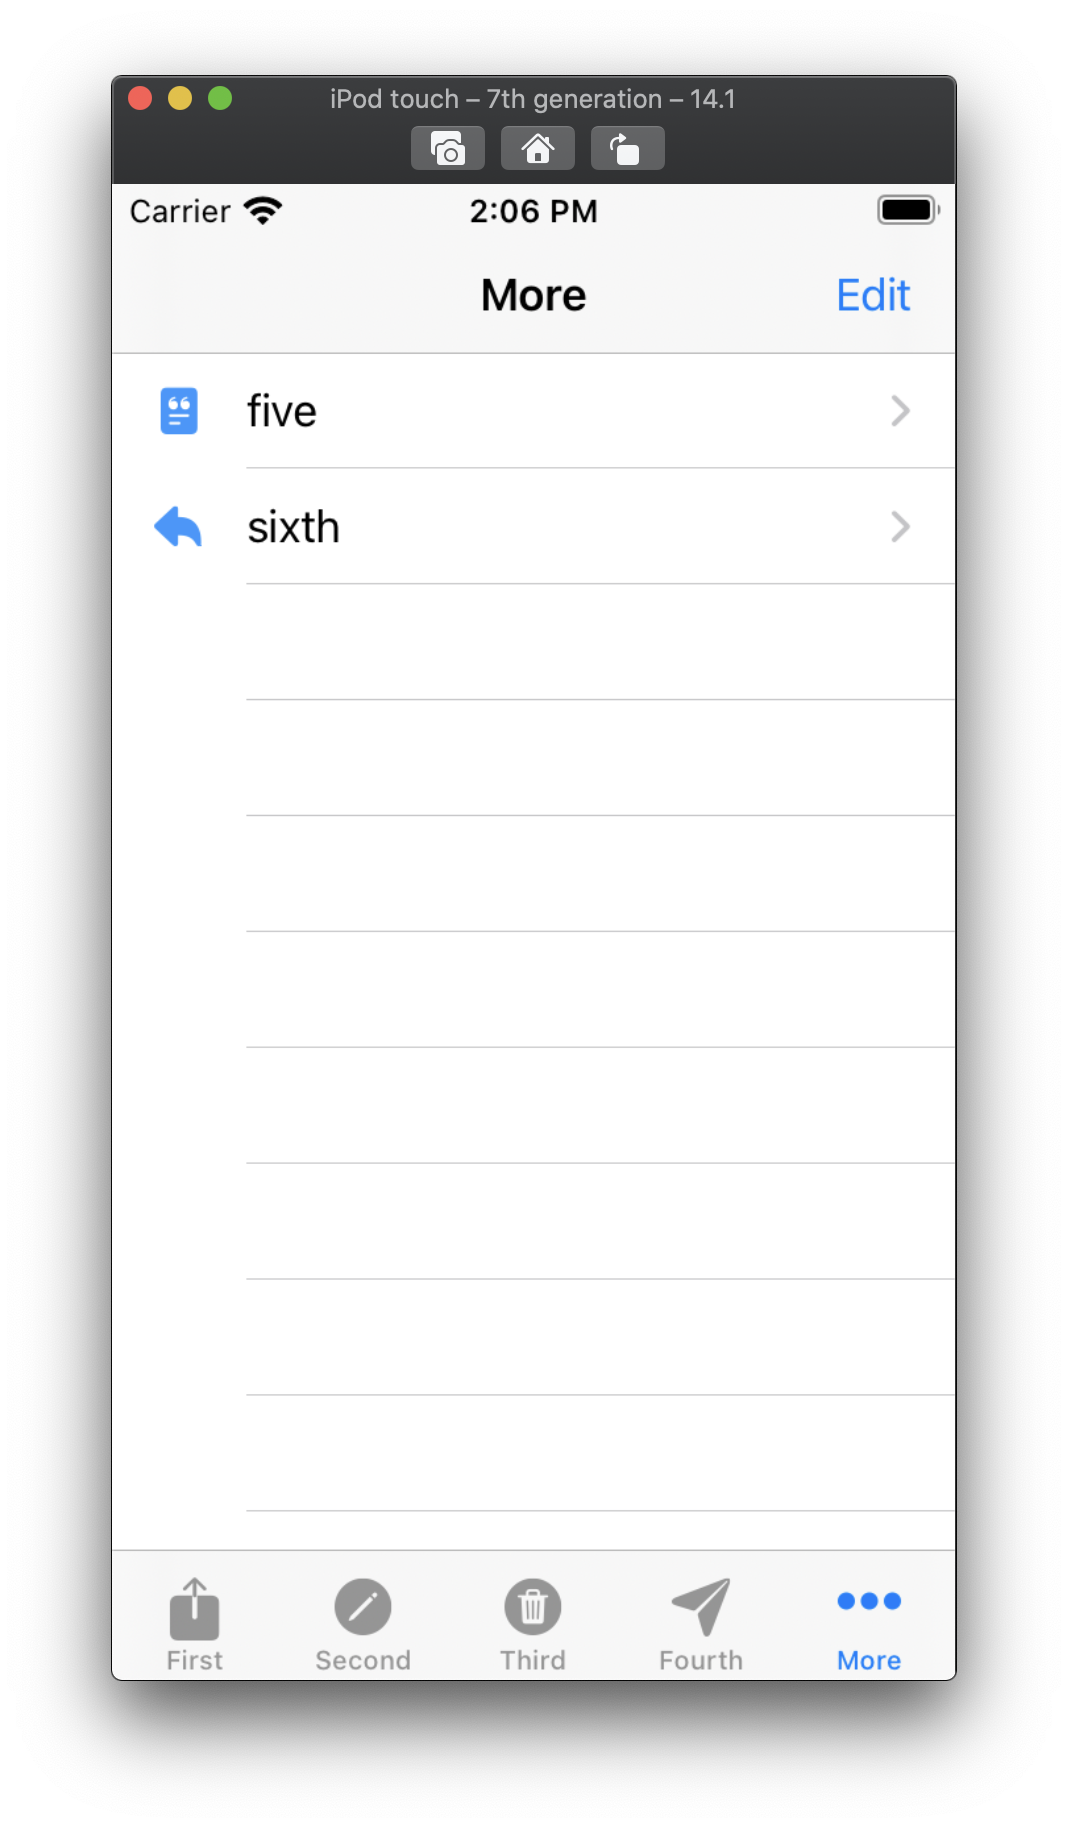 iPod touch – 7th generation – 14.1
Carrier 2:06 PM
More Edit
five
sixth
First Second Third Fourth More